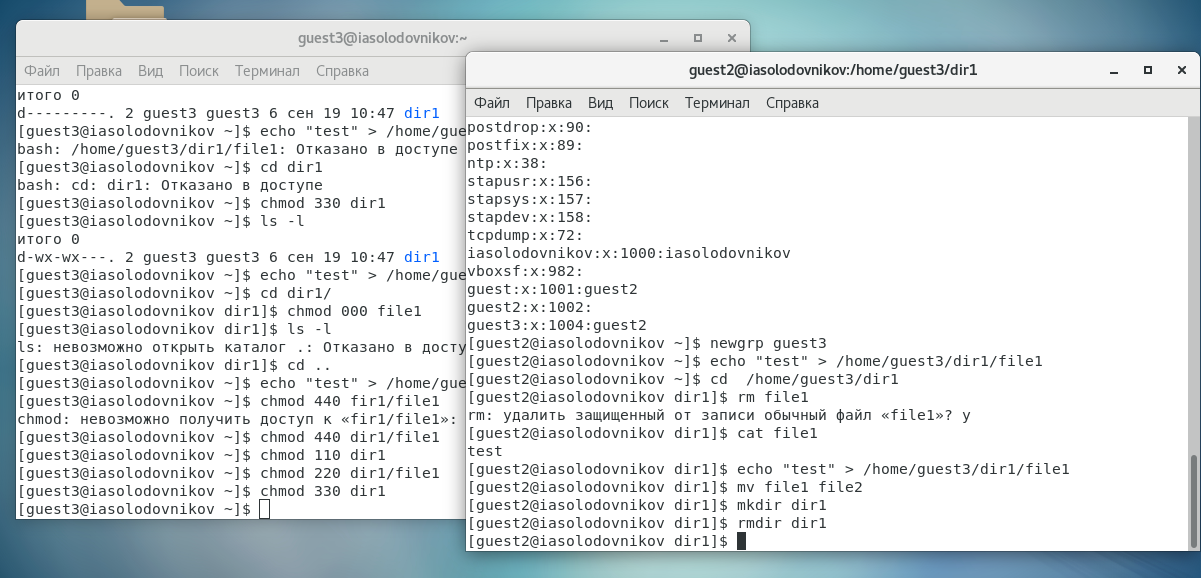 guest3@iasolodovnikov:~
Файл Правка Вид Поиск Терминал Справка
итого 0
d---------. 2 guest3 guest3 6 сен 19 10:47 dir1
[guest3@iasolodovnikov ~]$ echo "test" > /home/gue
bash: /home/guest3/dir1/file1: Отказано в доступе
[guest3@iasolodovnikov ~]$ cd dir1
bash: cd: dir1: Отказано в доступе
[guest3@iasolodovnikov ~]$ chmod 330 dir1
[guest3@iasolodovnikov ~]$ ls -l
итого 0
d-wx-wx---. 2 guest3 guest3 6 сен 19 10:47 dir1
[guest3@iasolodovnikov ~]$ echo "test" > /home/gue
[guest3@iasolodovnikov ~]$ cd dir1/
[guest3@iasolodovnikov dir1]$ chmod 000 file1
[guest3@iasolodovnikov dir1]$ ls -l
ls: невозможно открыть каталог .: Отказано в досту
[guest3@iasolodovnikov dir1]$ cd ..
[guest3@iasolodovnikov ~]$ echo "test" > /home/gue
[guest3@iasolodovnikov ~]$ chmod 440 fir1/file1
chmod: невозможно получить доступ к «fir1/file1»:
[guest3@iasolodovnikov ~]$ chmod 440 dir1/file1
[guest3@iasolodovnikov ~]$ chmod 110 dir1
[guest3@iasolodovnikov ~]$ chmod 220 dir1/file1
[guest3@iasolodovnikov ~]$ chmod 330 dir1
[guest3@iasolodovnikov ~]$
guest2@iasolodovnikov:/home/guest3/dir1
Файл Правка Вид Поиск Терминал Справка
postdrop:x:90:
postfix:x:89:
ntp:x:38:
stapusr:x:156:
stapsys:x:157:
stapdev:x:158:
tcpdump:x:72:
iasolodovnikov:x:1000:iasolodovnikov
vboxsf:x:982:
guest:x:1001:guest2
guest2:x:1002:
guest3:x:1004:guest2
[guest2@iasolodovnikov ~]$ newgrp guest3
[guest2@iasolodovnikov ~]$ echo "test" > /home/guest3/dir1/file1
[guest2@iasolodovnikov ~]$ cd  /home/guest3/dir1
[guest2@iasolodovnikov dir1]$ rm file1
rm: удалить защищенный от записи обычный файл «file1»? y
[guest2@iasolodovnikov dir1]$ cat file1
test
[guest2@iasolodovnikov dir1]$ echo "test" > /home/guest3/dir1/file1
[guest2@iasolodovnikov dir1]$ mv file1 file2
[guest2@iasolodovnikov dir1]$ mkdir dir1
[guest2@iasolodovnikov dir1]$ rmdir dir1
[guest2@iasolodovnikov dir1]$